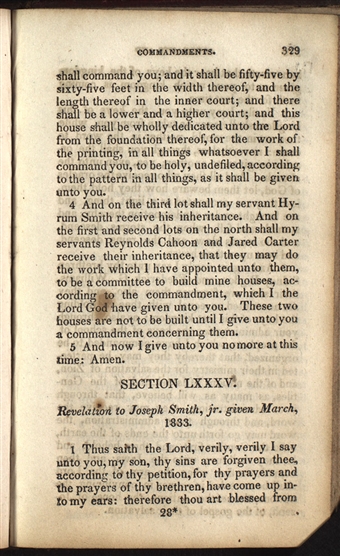 COMMANDMENTS. 329
shall command you; and it shall be fifty-five by
sixty-five feet in the width thereof, and the
length thereof in the inner court; and there
shall be a lower and a higher court; and this
house shall be wholly dedicated unto the Lord
from the foundation thereof, for the work of
the printing, in all things whatsoever I shall
command you, to be holy, undefiled, according
to the pattern in all things, as it shall be given
unto you.
4 And on the third lot shall my servant Hy-
rum Smith receive his inheritance. And on
the first and second lots on the north shall my
servants Reynolds Cahoon and Jared Carter
receive their inheritance, that they may do
the work which I have appointed unto them,
to be a committee to build mine houses, ac-
cording to the commandment, which I the
Lord God have given unto you. These two
houses are not to be built until I give unto you
a commandment concerning them.
5 And now I give unto you no more at this
time: Amen.
SECTION LXXXV.
Revelation to Joseph Smith, jr. given March,
1833.
1 Thus saith the Lord, verily, verily I say
unto you, my son, thy sins are forgiven thee,
according to thy petition, for thy prayers and
the prayers of thy brethren, have come up in-
to my ears: therefore thou art blessed from
28*